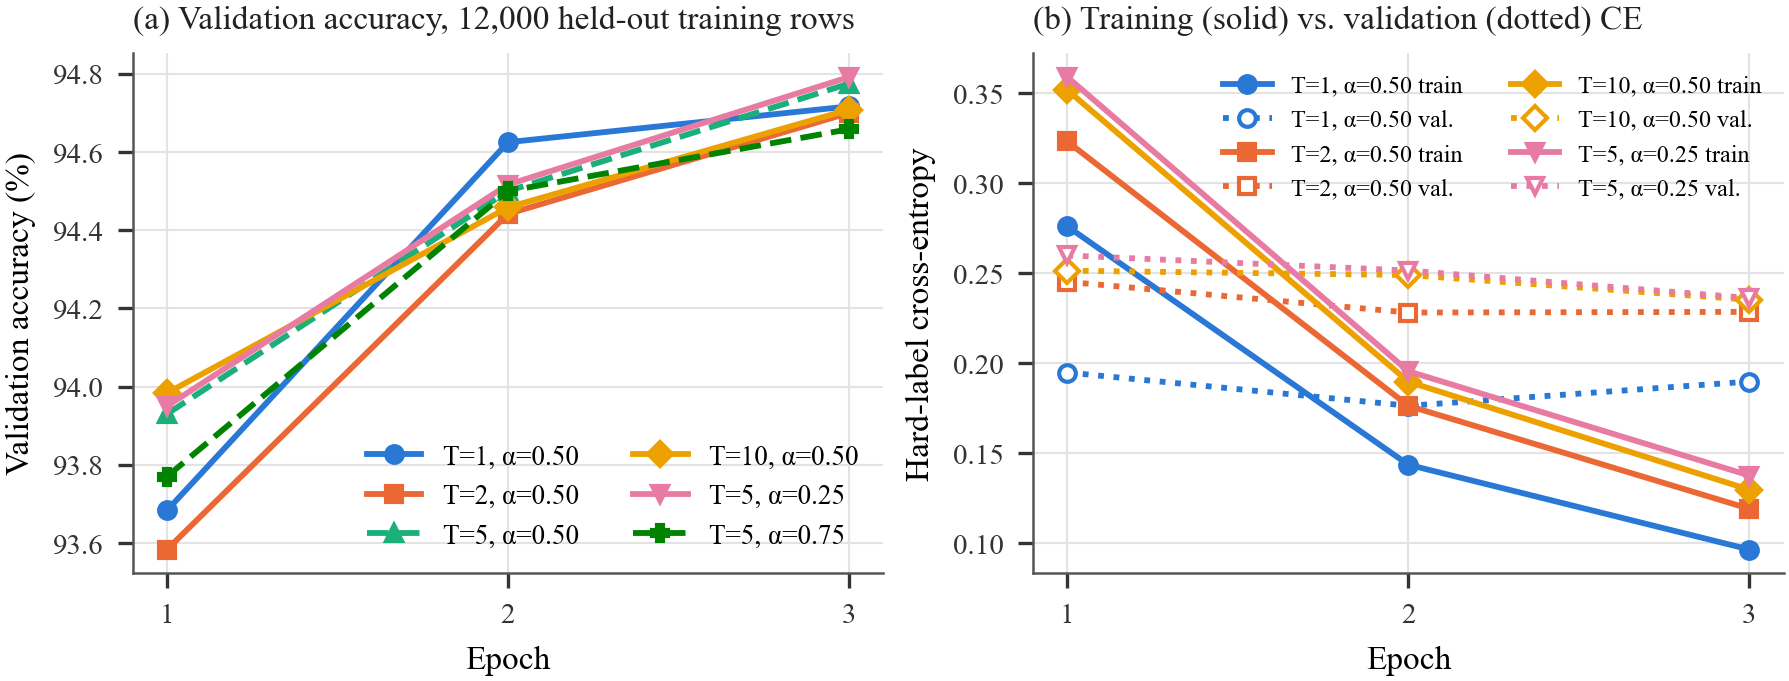 (a) Validation accuracy, 12,000 held-out training rows
Validation accuracy (%)
94.8
94.6
94.4
94.2
94.0
93.8
93.6
T=1, α=0.50
T=2, α=0.50
T=5, α=0.50
T=10, α=0.50
T=5, α=0.25
T=5, α=0.75
1
2
3
Epoch
(b) Training (solid) vs. validation (dotted) CE
Hard-label cross-entropy
0.35
0.30
0.25
0.20
0.15
0.10
T=1, α=0.50 train
T=1, α=0.50 val.
T=2, α=0.50 train
T=2, α=0.50 val.
T=10, α=0.50 train
T=10, α=0.50 val.
T=5, α=0.25 train
T=5, α=0.25 val.
1
2
3
Epoch